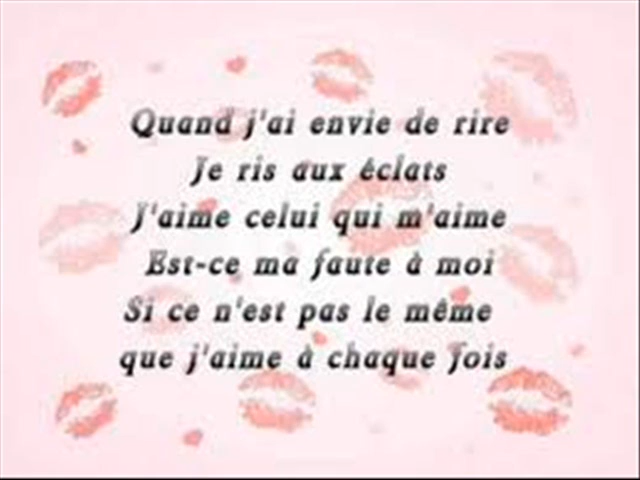 Quand j'ai envie de rire
Je ris aux éclats
J'aime celui qui m'aime
Est-ce ma faute à moi
Si ce n'est pas le même
que j'aime à chaque fois